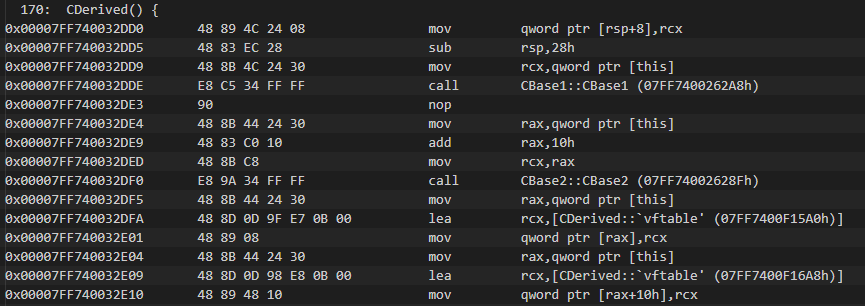 170:  CDerived() {
0x00007FF740032DD0 48 89 4C 24 08 mov qword ptr [rsp+8],rcx
0x00007FF740032DD5 48 83 EC 28 sub rsp,28h
0x00007FF740032DD9 48 8B 4C 24 30 mov rcx,qword ptr [this]
0x00007FF740032DDE E8 C5 34 FF FF call CBase1::CBase1 (07FF7400262A8h)
0x00007FF740032DE3 90 nop
0x00007FF740032DE4 48 8B 44 24 30 mov rax,qword ptr [this]
0x00007FF740032DE9 48 83 C0 10 add rax,10h
0x00007FF740032DED 48 8B C8 mov rcx,rax
0x00007FF740032DF0 E8 9A 34 FF FF call CBase2::CBase2 (07FF74002628Fh)
0x00007FF740032DF5 48 8B 44 24 30 mov rax,qword ptr [this]
0x00007FF740032DFA 48 8D 0D 9F E7 0B 00 lea rcx,[CDerived::`vftable' (07FF7400F15A0h)]
0x00007FF740032E01 48 89 08 mov qword ptr [rax],rcx
0x00007FF740032E04 48 8B 44 24 30 mov rax,qword ptr [this]
0x00007FF740032E09 48 8D 0D 98 E8 0B 00 lea rcx,[CDerived::`vftable' (07FF7400F16A8h)]
0x00007FF740032E10 48 89 48 10 mov qword ptr [rax+10h],rcx